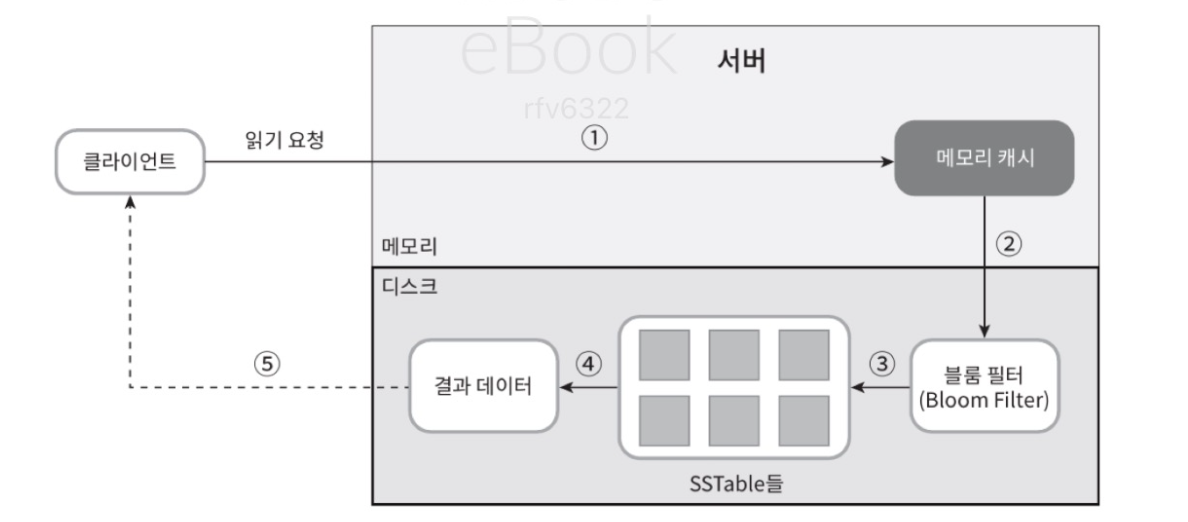 eBook
서버
rfv6322
읽기 요청
①
클라이언트
메모리 캐시
메모리
②
디스크
⑤
결과 데이터
④
③
블룸 필터
(Bloom Filter)
SSTable들